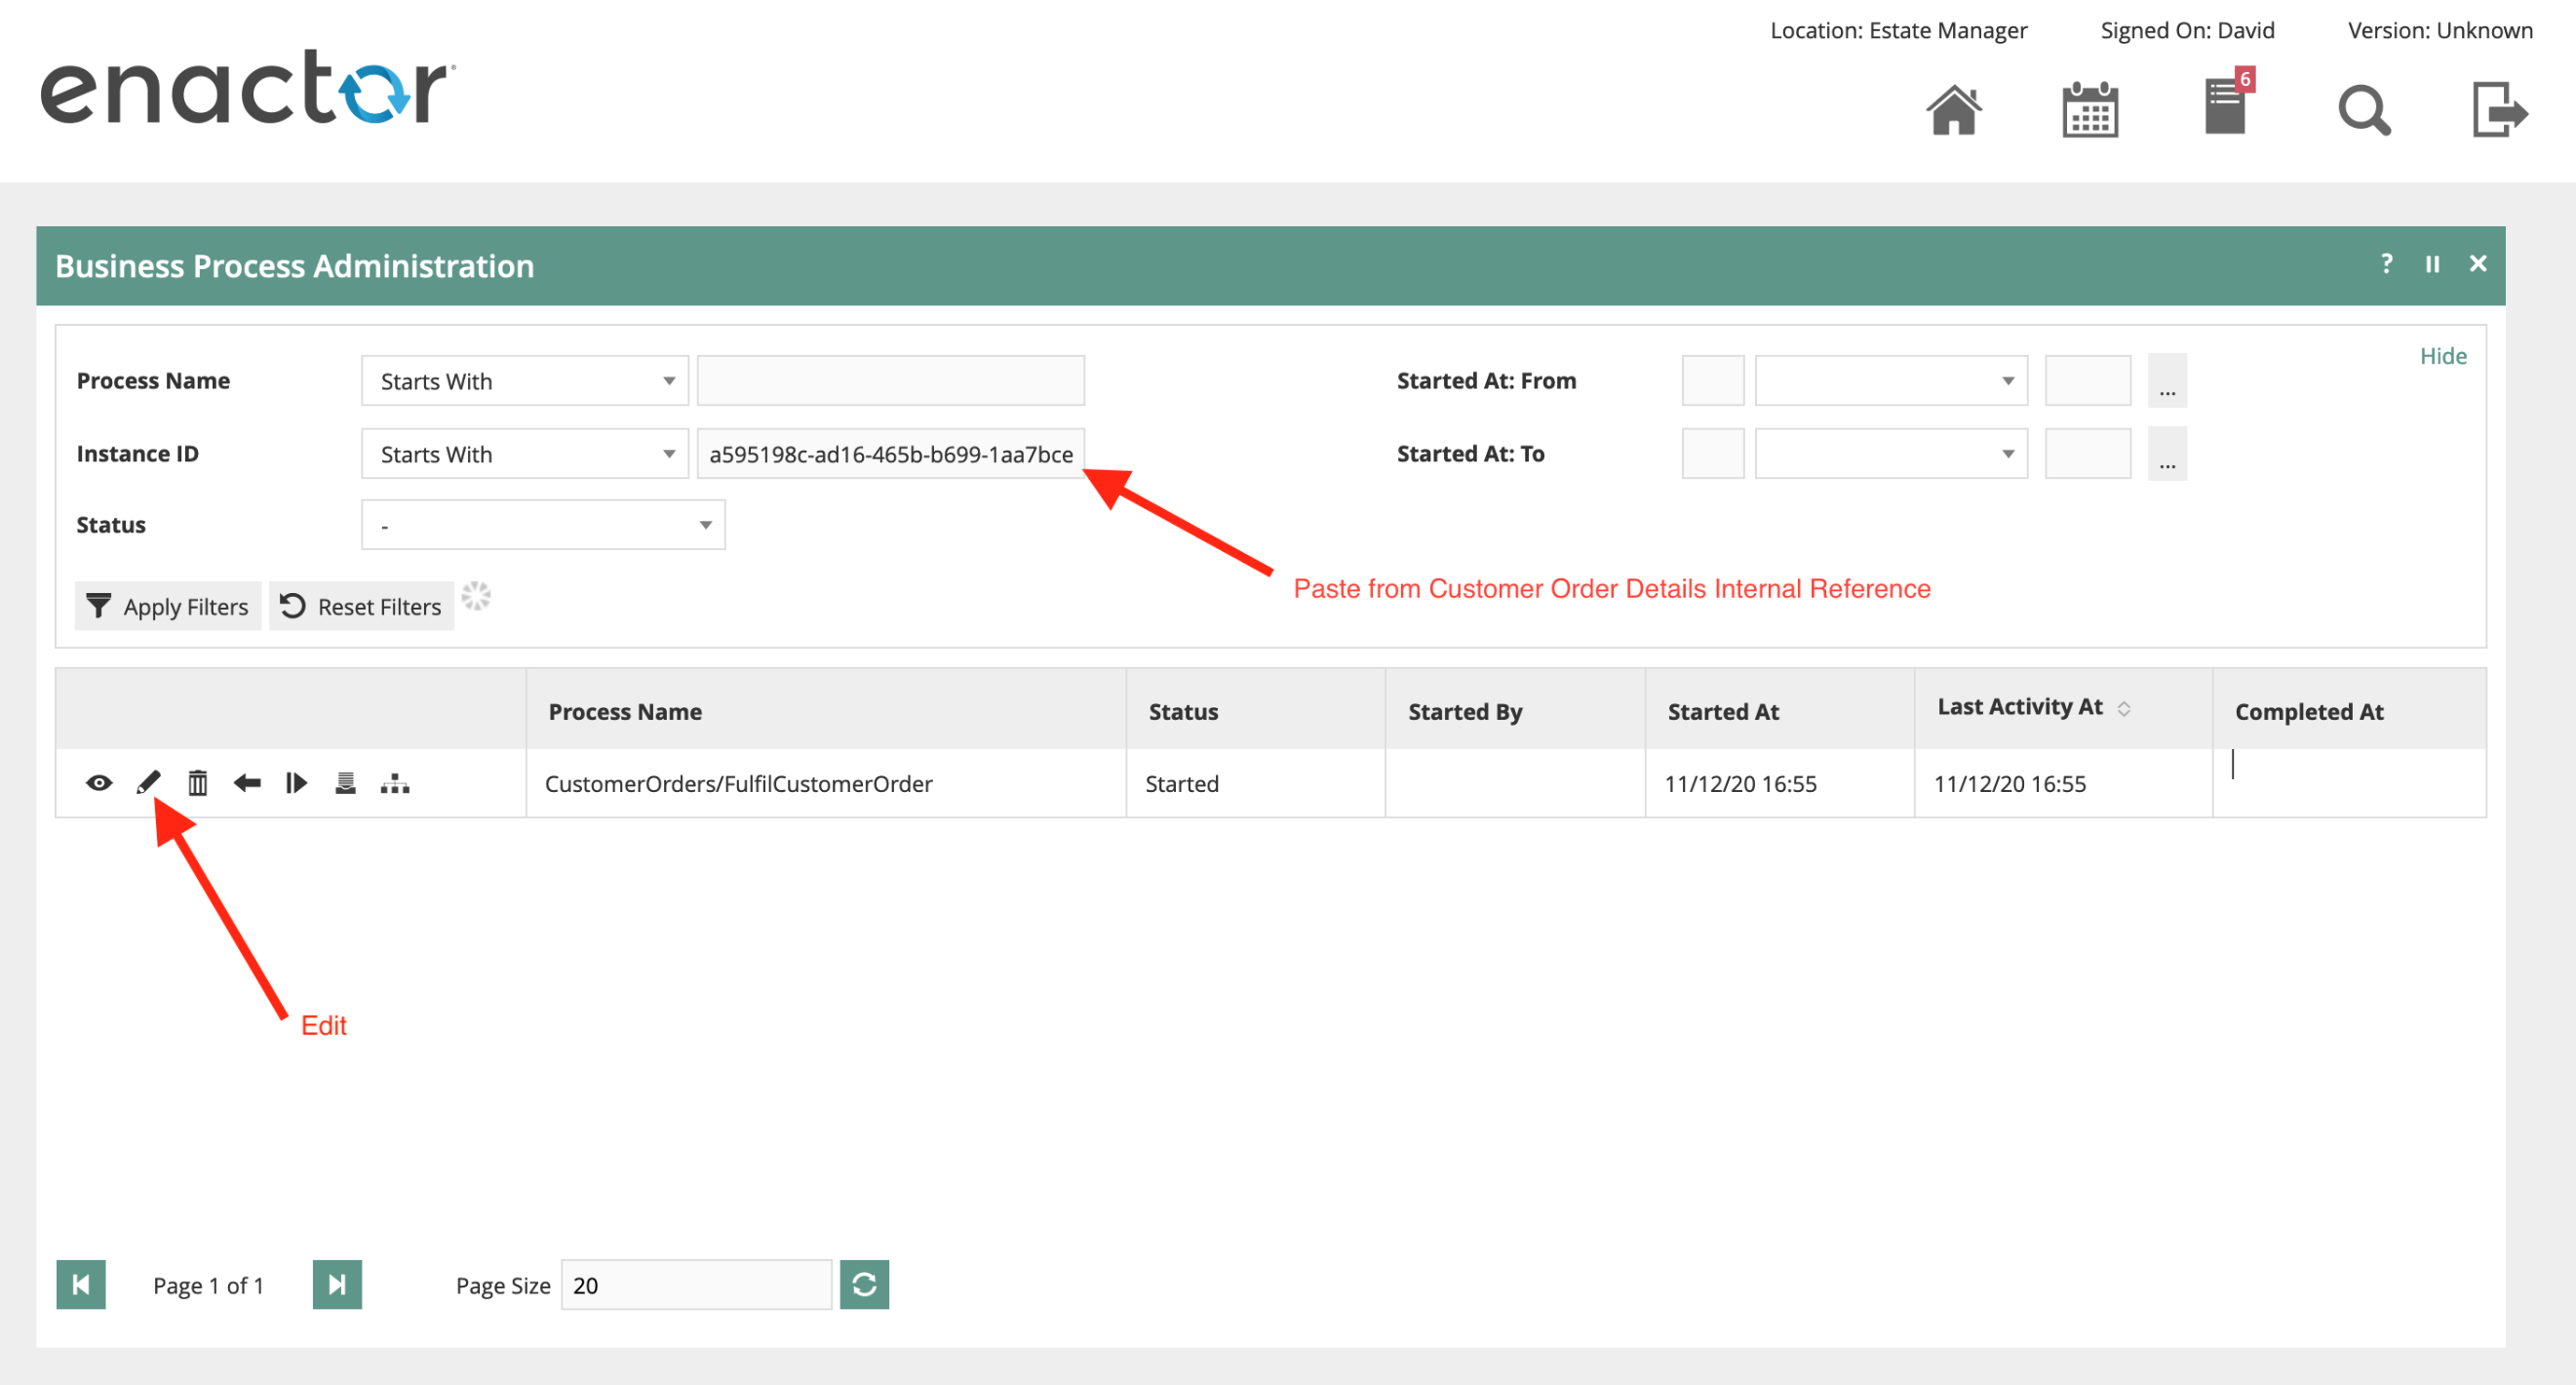 Location: Estate Manager Signed On: David Version: Unknown
enactor
6
Business Process Administration ?
Hide
Process Name Starts With Started At: From ...
Instance ID Starts With a595198c-ad16-465b-b699-1aa7bce Started At: To ...
Status -
Paste from Customer Order Details Internal Reference
Apply Filters Reset Filters
Process Name Status Started By Started At Last Activity At Completed At
CustomerOrders/FulfilCustomerOrder Started 11/12/20 16:55 11/12/20 16:55
Edit
Page 1 of 1 Page Size 20